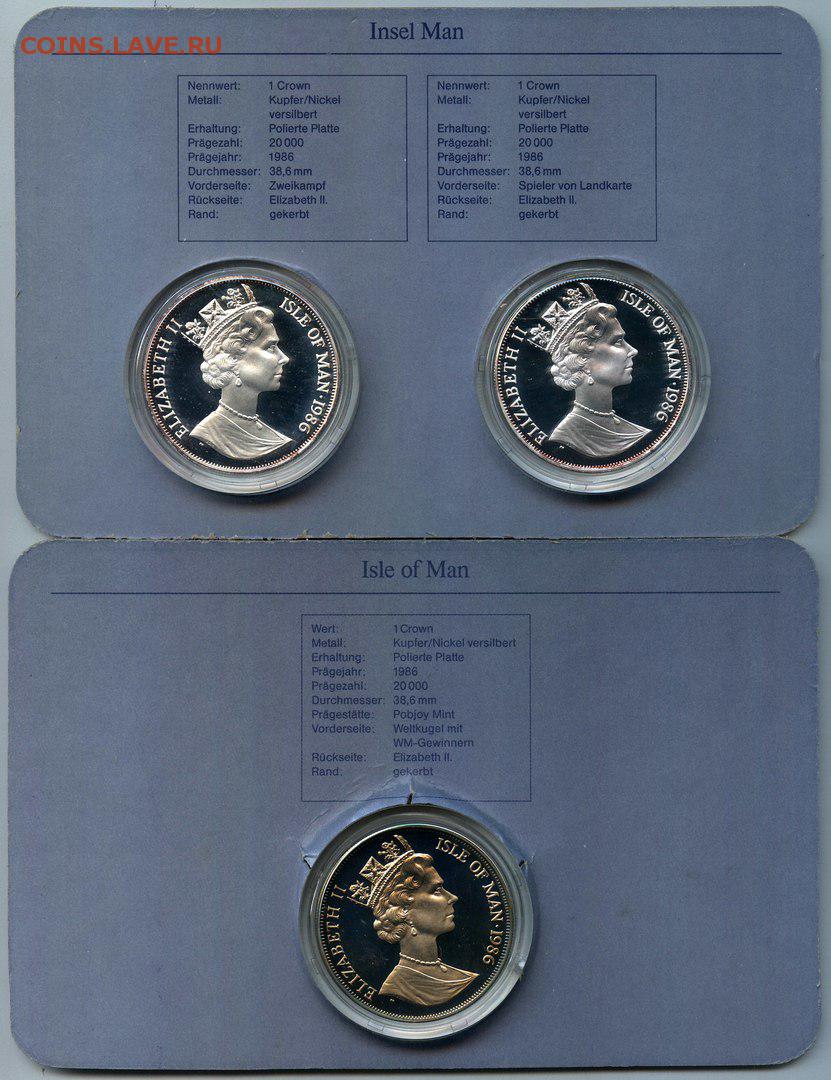 COINS.LAVE.RU
Insel Man
Nennwert: 1 Crown
Metall: Kupfer/Nickel
versilbert
Erhaltung: Polierte Platte
Prägezahl: 20 000
Prägejahr: 1986
Durchmesser: 38,6 mm
Vorderseite: Zweikampf
Rückseite: Elizabeth II.
Rand: gekerbt
Nennwert: 1 Crown
Metall: Kupfer/Nickel
versilbert
Erhaltung: Polierte Platte
Prägezahl: 20 000
Prägejahr: 1986
Durchmesser: 38,6 mm
Vorderseite: Spieler von Landkarte
Rückseite: Elizabeth II.
Rand: gekerbt
ELIZABETH II ISLE OF MAN · 1986
ELIZABETH II ISLE OF MAN · 1986
Isle of Man
Wert: 1 Crown
Metall: Kupfer/Nickel versilbert
Erhaltung: Polierte Platte
Prägejahr: 1986
Prägezahl: 20 000
Durchmesser: 38,6 mm
Prägestätte: Pobjoy Mint
Vorderseite: Weltkugel mit
WM-Gewinnern
Rückseite: Elizabeth II.
Rand: gekerbt
ELIZABETH II ISLE OF MAN · 1986